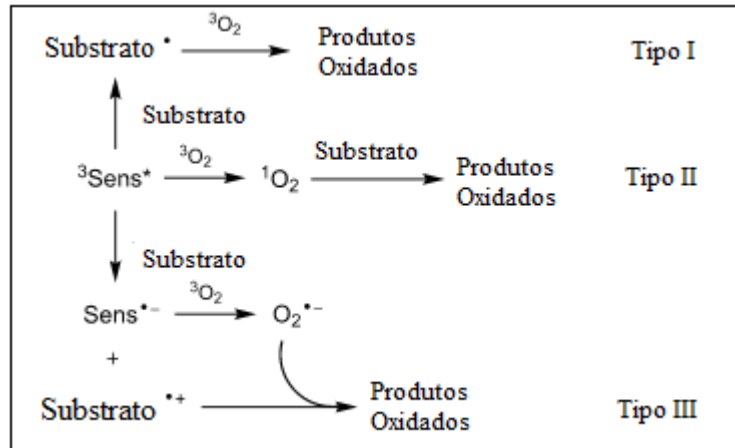 Substrato • ³O₂ Produtos Oxidados Tipo I
Substrato
³Sens* ³O₂ ¹O₂ Substrato Produtos Oxidados Tipo II
Substrato
Sens•⁻ ³O₂ O₂•⁻
+
Substrato •⁺ Produtos Oxidados Tipo III